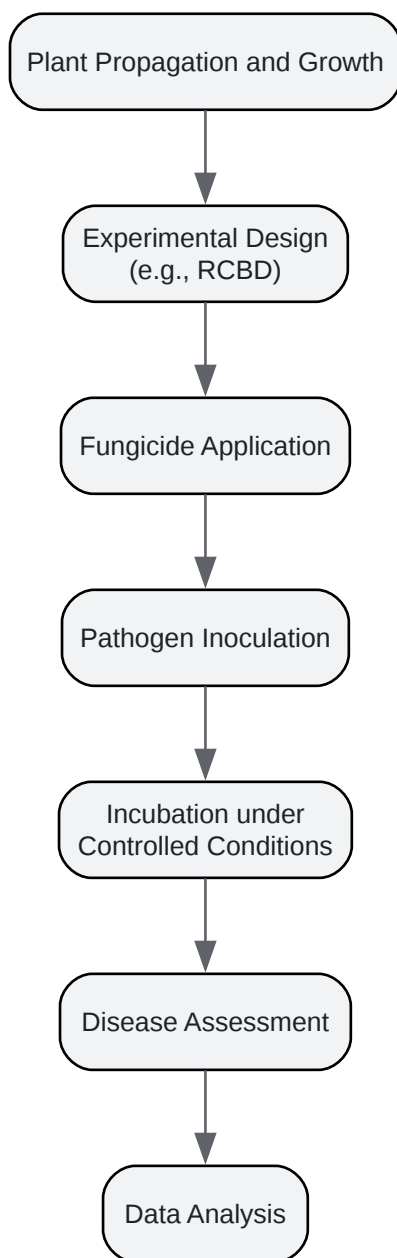 Plant Propagation and Growth
Experimental Design
(e.g., RCBD)
Fungicide Application
Pathogen Inoculation
Incubation under
Controlled Conditions
Disease Assessment
Data Analysis